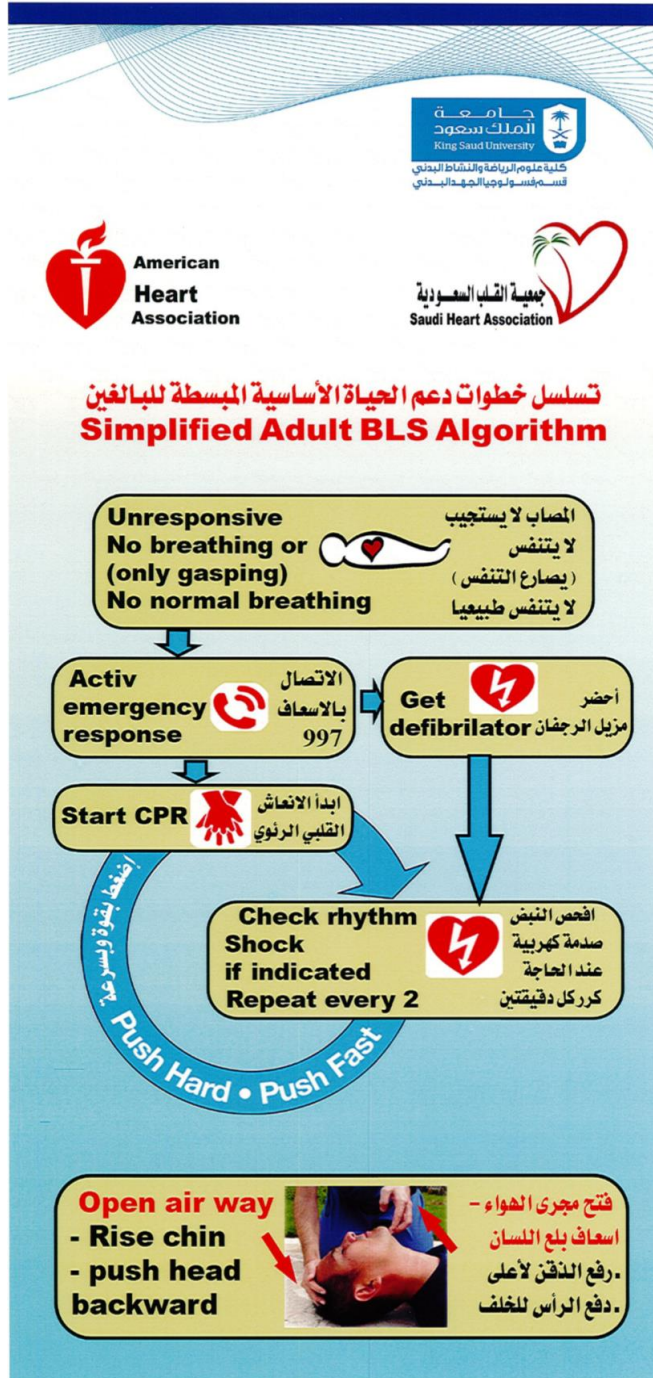 جامعة
الملك سعود
King Saud University
كلية علوم الرياضة والنشاط البدني
قسم فسيولوجيا الجهد البدني
American
Heart
Association
جمعية القلب السعودية
Saudi Heart Association
تسلسل خطوات دعم الحياة الأساسية المبسطة للبالغين
Simplified Adult BLS Algorithm
Unresponsive
No breathing or
(only gasping)
No normal breathing
المصاب لا يستجيب
لا يتنفس
(يصارع التنفس)
لا يتنفس طبيعيا
Activ
emergency
response
الاتصال
بالاسعاف
997
Get
defibrilator
أحضر
مزيل الرجفان
Start CPR
ابدأ الانعاش
القلبي الرئوي
Check rhythm
Shock
if indicated
Repeat every 2
افحص النبض
صدمة كهربية
عند الحاجة
كرر كل دقيقتين
إضغط بقوة وبسرعة
Push Hard • Push Fast
Open air way
- Rise chin
- push head
backward
فتح مجرى الهواء -
اسعاف بلع اللسان
. رفع الذقن لأعلى
. دفع الرأس للخلف